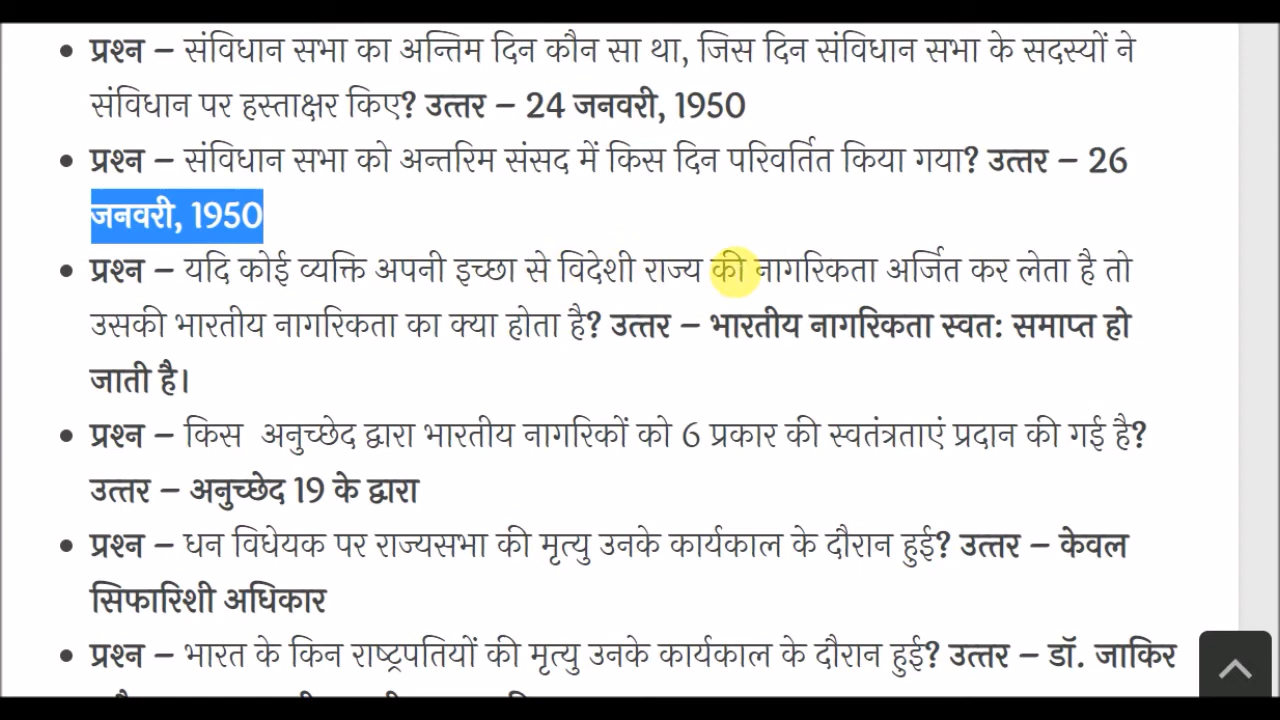 • प्रश्न – संविधान सभा का अन्तिम दिन कौन सा था, जिस दिन संविधान सभा के सदस्यों ने
संविधान पर हस्ताक्षर किए? उत्तर – 24 जनवरी, 1950
• प्रश्न – संविधान सभा को अन्तरिम संसद में किस दिन परिवर्तित किया गया? उत्तर – 26
जनवरी, 1950
• प्रश्न – यदि कोई व्यक्ति अपनी इच्छा से विदेशी राज्य की नागरिकता अर्जित कर लेता है तो
उसकी भारतीय नागरिकता का क्या होता है? उत्तर – भारतीय नागरिकता स्वत: समाप्त हो
जाती है।
• प्रश्न – किस अनुच्छेद द्वारा भारतीय नागरिकों को 6 प्रकार की स्वतंत्रताएं प्रदान की गई है?
उत्तर – अनुच्छेद 19 के द्वारा
• प्रश्न – धन विधेयक पर राज्यसभा की मृत्यु उनके कार्यकाल के दौरान हुई? उत्तर – केवल
सिफारिशी अधिकार
• प्रश्न – भारत के किन राष्ट्रपतियों की मृत्यु उनके कार्यकाल के दौरान हुई? उत्तर – डॉ. जाकिर